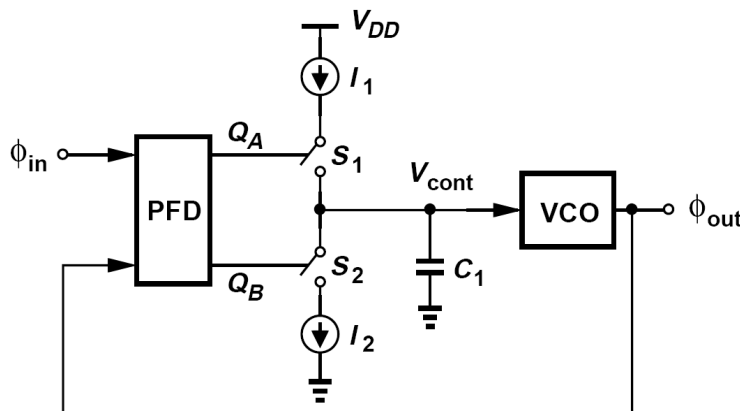 V_DD
I_1
Q_A
S_1
ϕ_in
PFD
V_cont
VCO
ϕ_out
Q_B
S_2
C_1
I_2